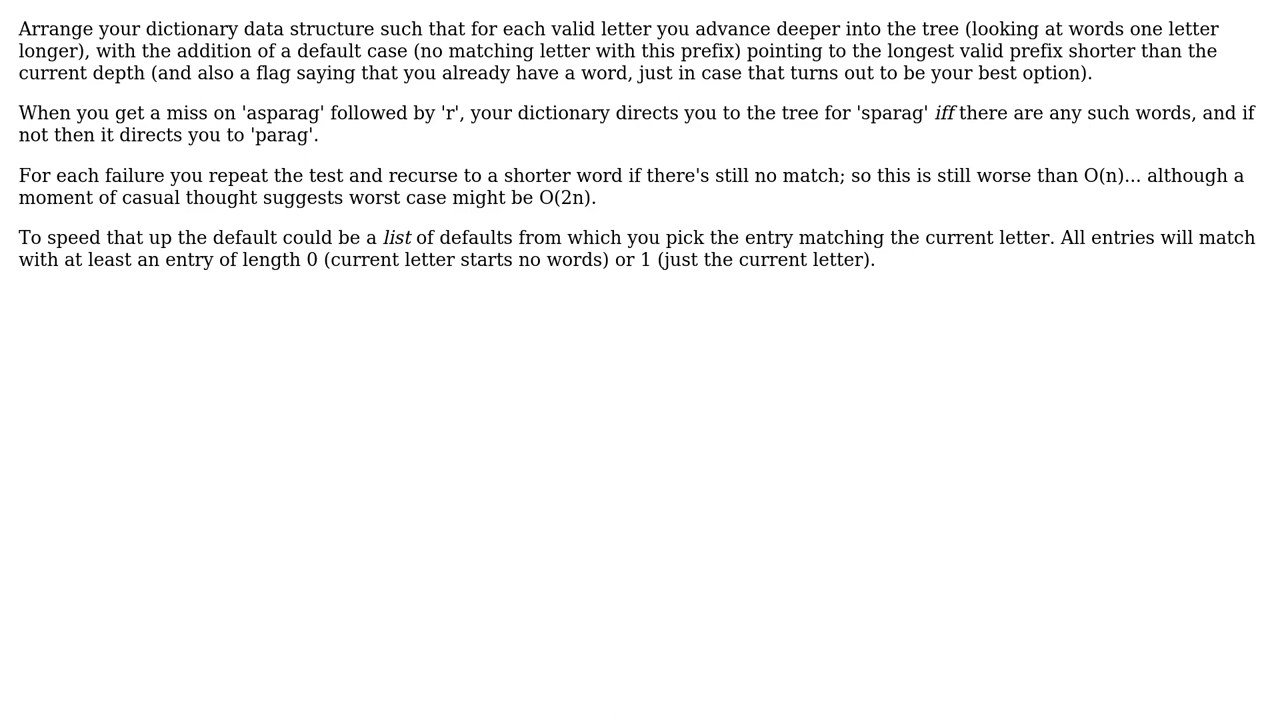 Arrange your dictionary data structure such that for each valid letter you advance deeper into the tree (looking at words one letter
longer), with the addition of a default case (no matching letter with this prefix) pointing to the longest valid prefix shorter than the
current depth (and also a flag saying that you already have a word, just in case that turns out to be your best option).
When you get a miss on 'asparag' followed by 'r', your dictionary directs you to the tree for 'sparag' iff there are any such words, and if
not then it directs you to 'parag'.
For each failure you repeat the test and recurse to a shorter word if there's still no match; so this is still worse than O(n)... although a
moment of casual thought suggests worst case might be O(2n).
To speed that up the default could be a list of defaults from which you pick the entry matching the current letter. All entries will match
with at least an entry of length 0 (current letter starts no words) or 1 (just the current letter).